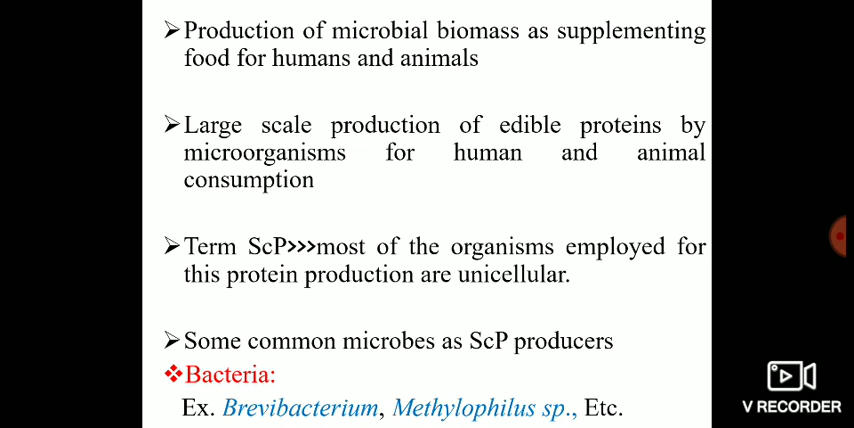 ➢Production of microbial biomass as supplementing
food for humans and animals
➢Large scale production of edible proteins by
microorganisms for human and animal
consumption
➢Term ScP>>>most of the organisms employed for
this protein production are unicellular.
➢Some common microbes as ScP producers
❖Bacteria:
Ex. Brevibacterium, Methylophilus sp., Etc.
V RECORDER